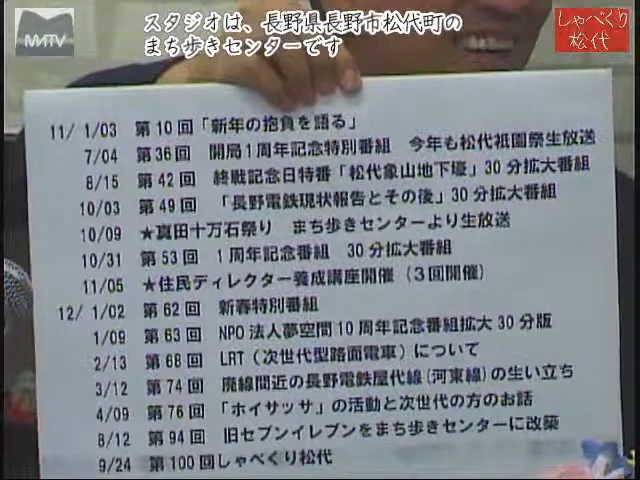 スタジオは、長野県長野市松代町の
まち歩きセンターです
MATV
しゃべくり
松代
11/ 1/03 第10回「新年の抱負を語る」
7/04 第36回 開局1周年記念特別番組 今年も松代祇園祭生放送
8/15 第42回 終戦記念日特番「松代象山地下壕」30分拡大番組
10/03 第49回 「長野電鉄現状報告とその後」30分拡大番組
10/09 ★真田十万石祭り まち歩きセンターより生放送
10/31 第53回 1周年記念番組 30分拡大番組
11/05 ★住民ディレクター養成講座開催（3回開催）
12/ 1/02 第62回 新春特別番組
1/09 第63回 NPO法人夢空間10周年記念番組拡大30分版
2/13 第68回 LRT（次世代型路面電車）について
3/12 第74回 廃線間近の長野電鉄屋代線(河東線)の生い立ち
4/09 第76回 「ホイサッサ」の活動と次世代の方のお話
8/12 第94回 旧セブンイレブンをまち歩きセンターに改築
9/24 第100回しゃべくり松代